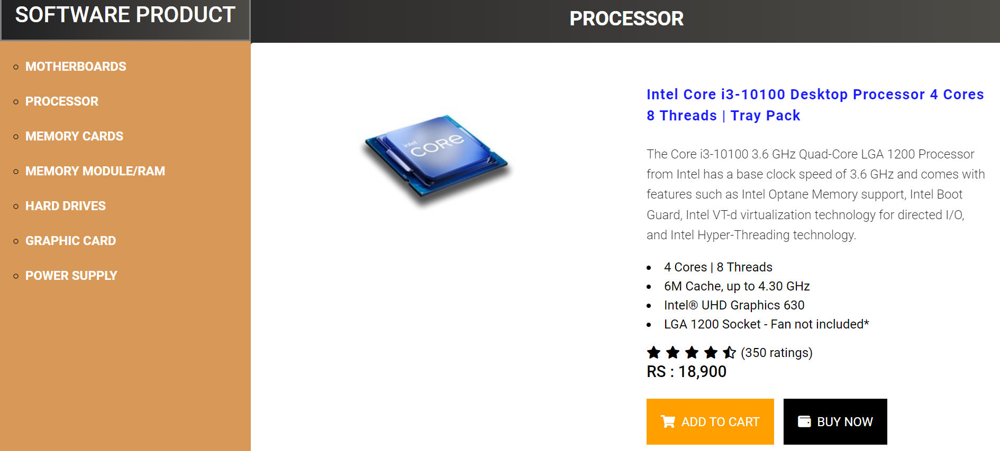 SOFTWARE PRODUCT
MOTHERBOARDS
PROCESSOR
MEMORY CARDS
MEMORY MODULE/RAM
HARD DRIVES
GRAPHIC CARD
POWER SUPPLY
PROCESSOR
intel
CORE
Intel Core i3-10100 Desktop Processor 4 Cores
8 Threads | Tray Pack
The Core i3-10100 3.6 GHz Quad-Core LGA 1200 Processor
from Intel has a base clock speed of 3.6 GHz and comes with
features such as Intel Optane Memory support, Intel Boot
Guard, Intel VT-d virtualization technology for directed I/O,
and Intel Hyper-Threading technology.
4 Cores | 8 Threads
6M Cache, up to 4.30 GHz
Intel® UHD Graphics 630
LGA 1200 Socket - Fan not included*
(350 ratings)
RS : 18,900
ADD TO CART
BUY NOW